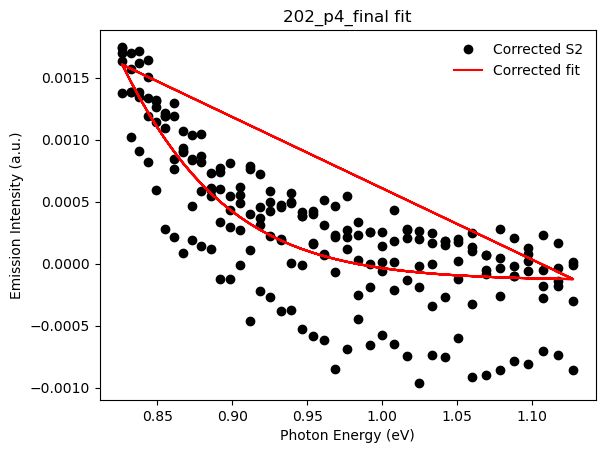 202_p4_final fit
Corrected S2
Corrected fit
Emission Intensity (a.u.)
0.0015
0.0010
0.0005
0.0000
−0.0005
−0.0010
0.85 0.90 0.95 1.00 1.05 1.10
Photon Energy (eV)